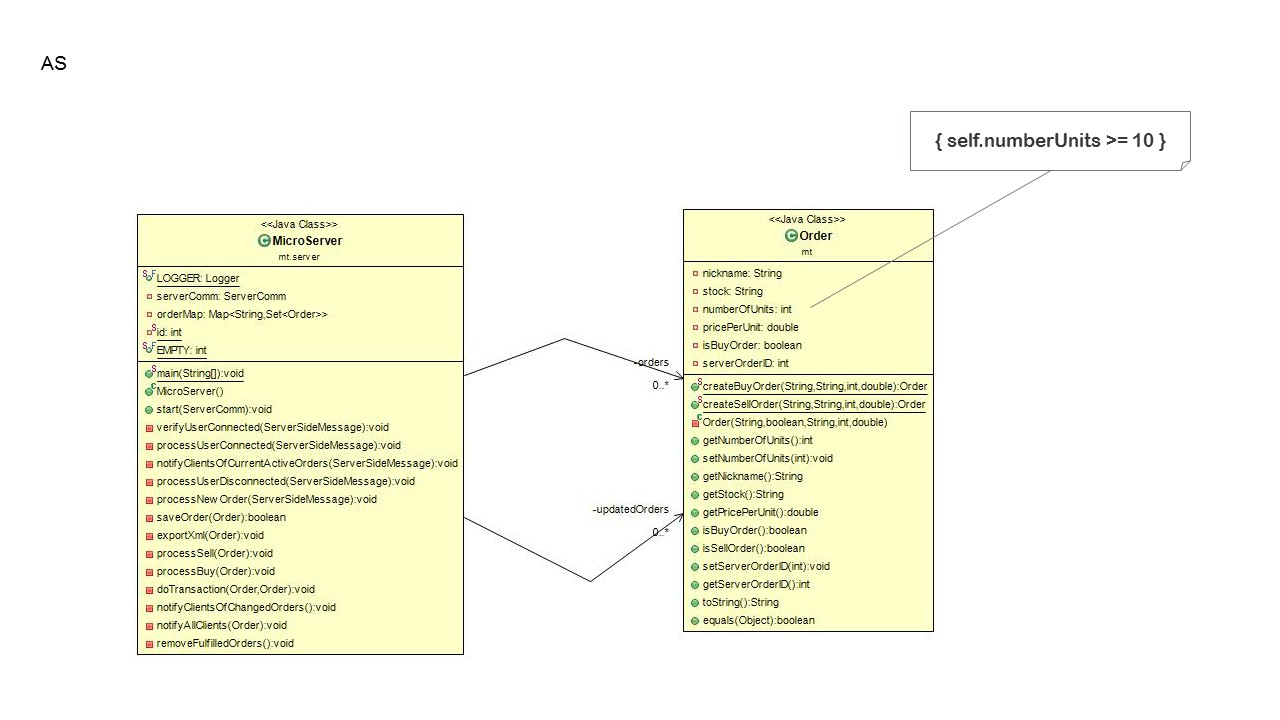 AS
{ self.numberUnits >= 10 }
<<Java Class>>
C MicroServer
mt.server
S F LOGGER: Logger
serverComm: ServerComm
orderMap: Map<String,Set<Order>>
S id: int
S F EMPTY: int
S main(String[]):void
C MicroServer()
start(ServerComm):void
verifyUserConnected(ServerSideMessage):void
processUserConnected(ServerSideMessage):void
notifyClientsOfCurrentActiveOrders(ServerSideMessage):void
processUserDisconnected(ServerSideMessage):void
processNewOrder(ServerSideMessage):void
saveOrder(Order):boolean
exportXml(Order):void
processSell(Order):void
processBuy(Order):void
doTransaction(Order,Order):void
notifyClientsOfChangedOrders():void
notifyAllClients(Order):void
removeFulfilledOrders():void
-orders
0..*
-updatedOrders
0..*
<<Java Class>>
C Order
mt
nickname: String
stock: String
numberOfUnits: int
pricePerUnit: double
isBuyOrder: boolean
serverOrderID: int
S createBuyOrder(String,String,int,double):Order
S createSellOrder(String,String,int,double):Order
C Order(String,boolean,String,int,double)
getNumberOfUnits():int
setNumberOfUnits(int):void
getNickname():String
getStock():String
getPricePerUnit():double
isBuyOrder():boolean
isSellOrder():boolean
setServerOrderID(int):void
getServerOrderID():int
toString():String
equals(Object):boolean